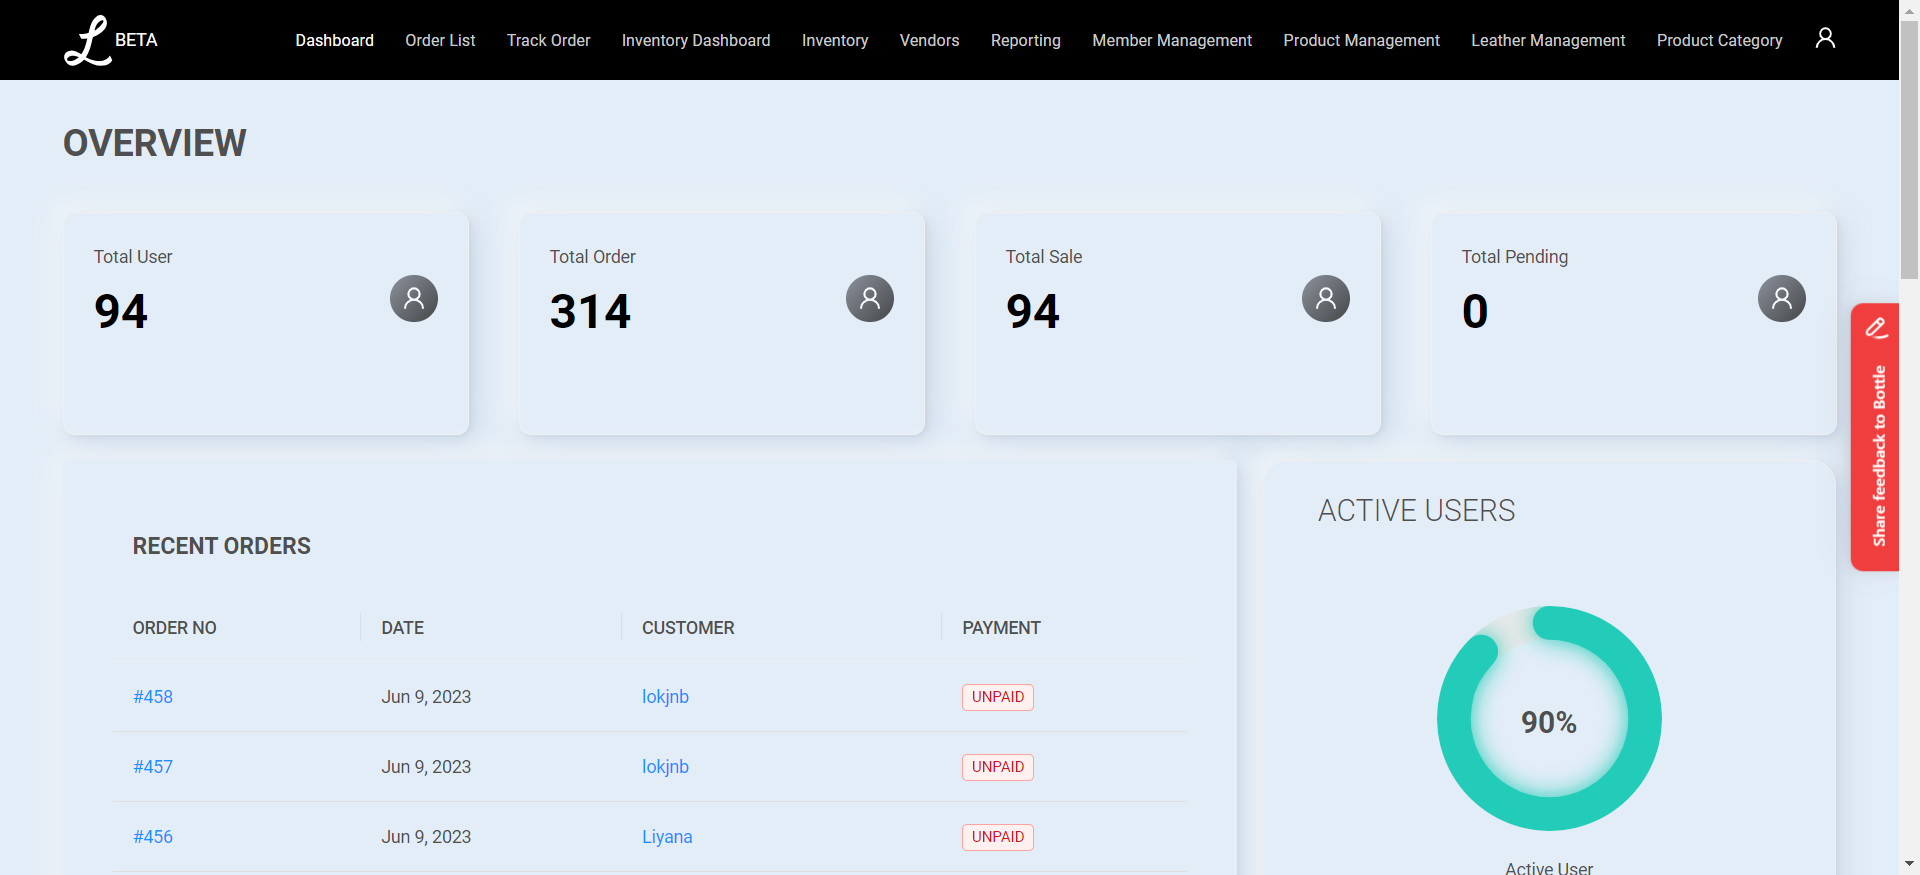 L BETA Dashboard Order List Track Order Inventory Dashboard Inventory Vendors Reporting Member Management Product Management Leather Management Product Category
OVERVIEW
Total User Total Order Total Sale Total Pending
94 314 94 0
Share feedback to Bottle
RECENT ORDERS
ORDER NO DATE CUSTOMER PAYMENT
#458 Jun 9, 2023 lokjnb UNPAID
#457 Jun 9, 2023 lokjnb UNPAID
#456 Jun 9, 2023 Liyana UNPAID
ACTIVE USERS
90%
Active User